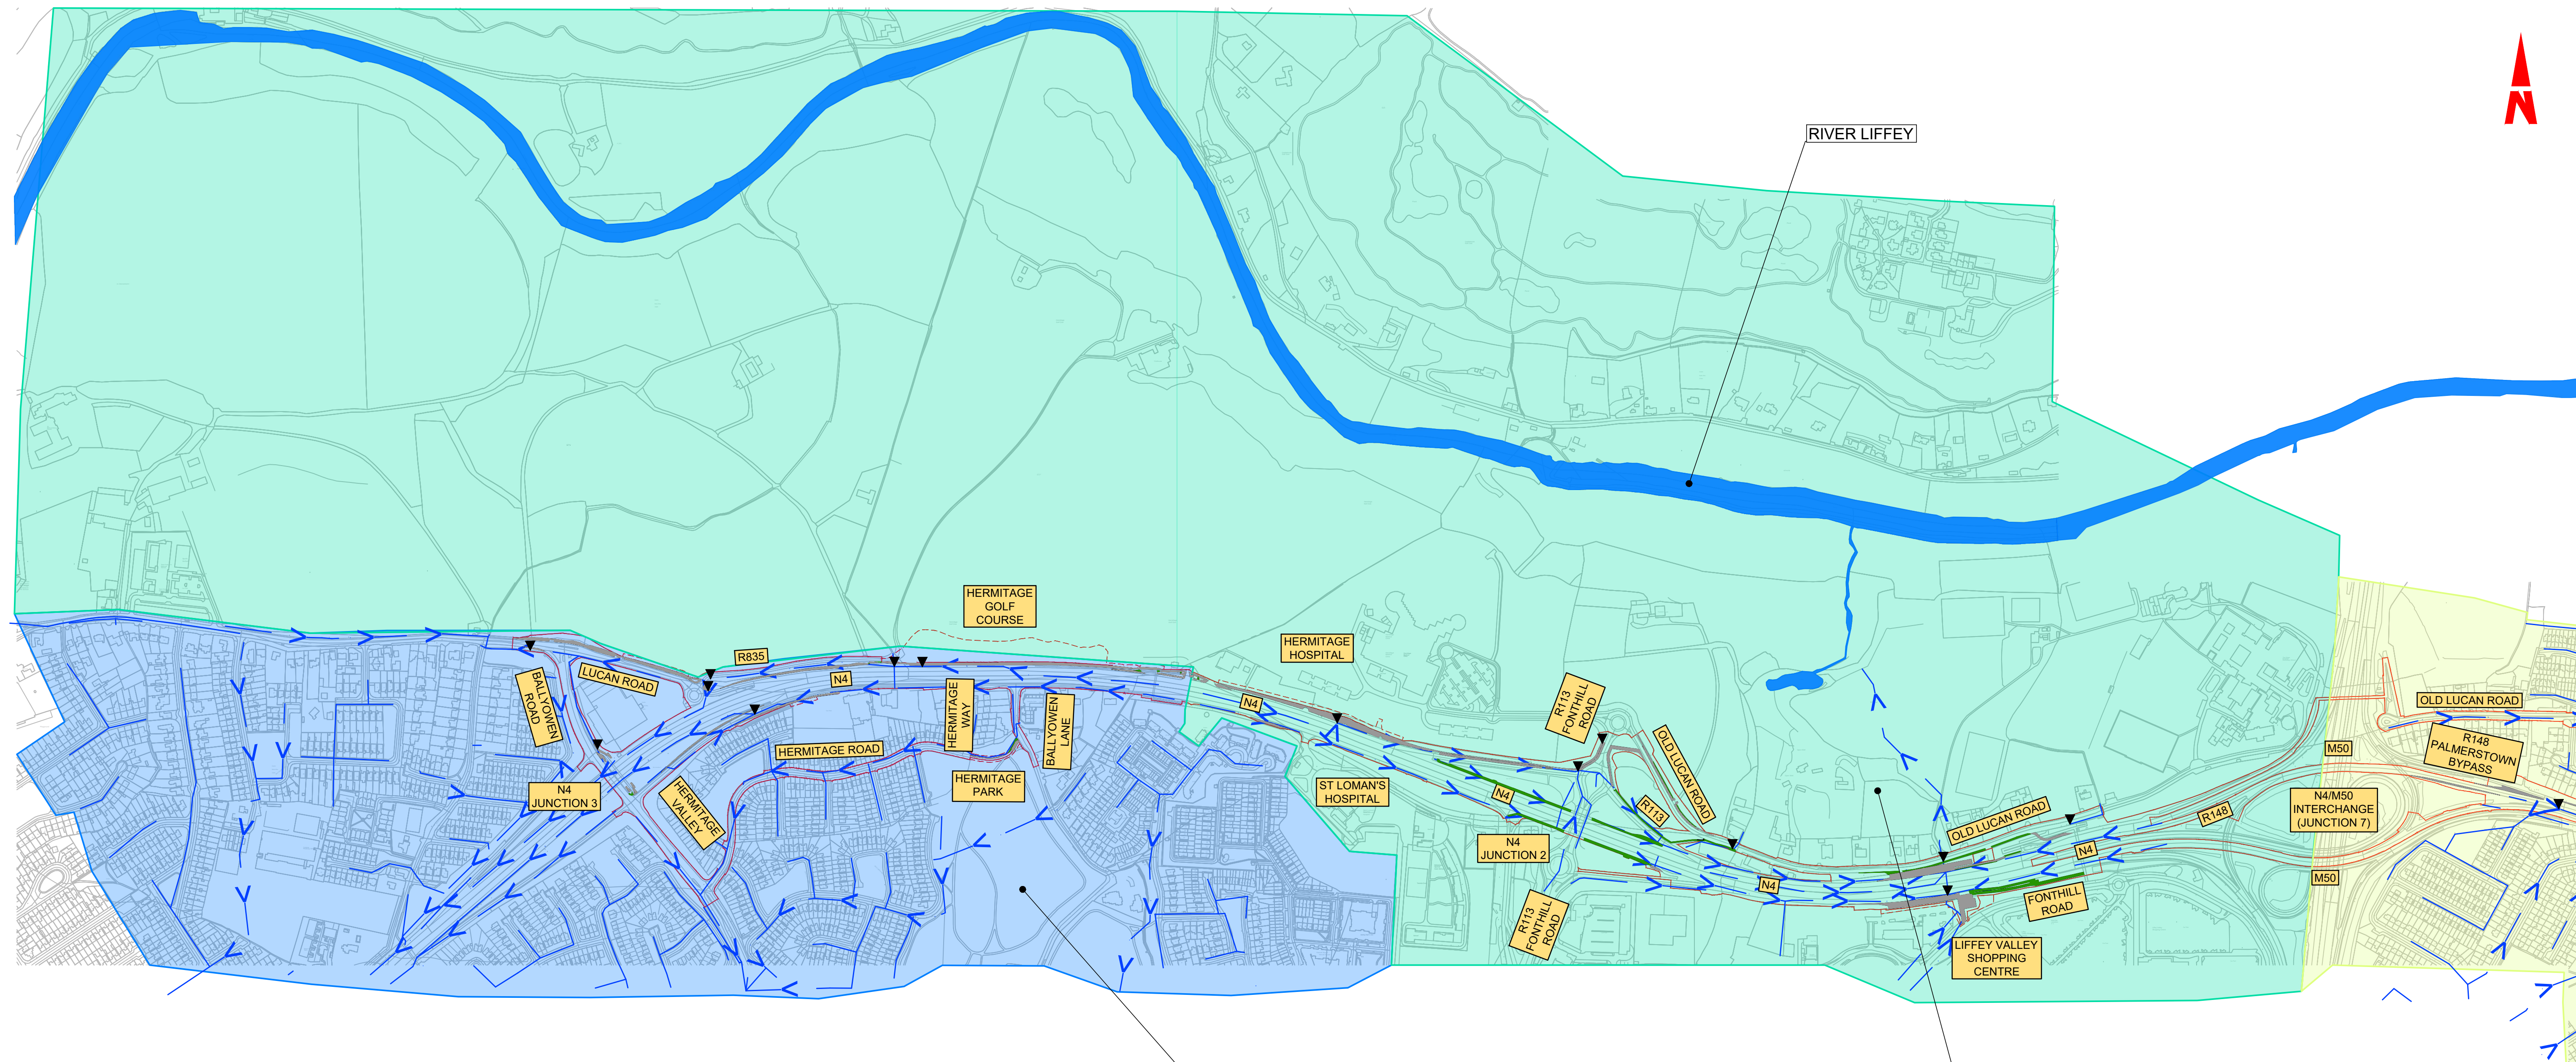 N
RIVER LIFFEY
HERMITAGE
GOLF
COURSE
HERMITAGE
HOSPITAL
R835
LUCAN ROAD
BALLYOWEN
ROAD
N4
HERMITAGE
WAY
BALLYOWEN
LANE
N4
R113
FONTHILL
ROAD
OLD LUCAN ROAD
OLD LUCAN ROAD
R148
PALMERSTOWN
BYPASS
M50
HERMITAGE ROAD
HERMITAGE
PARK
N4
JUNCTION 3
HERMITAGE
VALLEY
ST LOMAN'S
HOSPITAL
N4
R113
N4
JUNCTION 2
OLD LUCAN ROAD
R148
N4/M50
INTERCHANGE
(JUNCTION 7)
N4
M50
N4
R113
FONTHILL
ROAD
FONTHILL
ROAD
LIFFEY VALLEY
SHOPPING
CENTRE